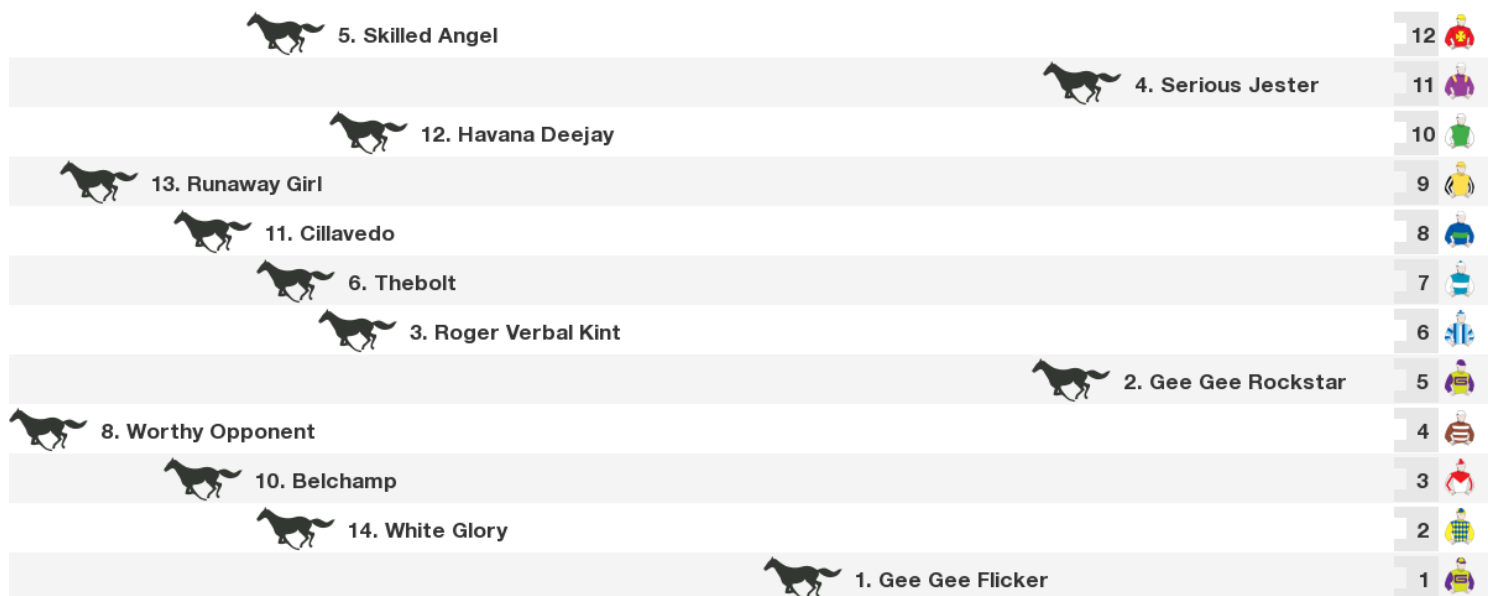 5. Skilled Angel 12
4. Serious Jester 11
12. Havana Deejay 10
13. Runaway Girl 9
11. Cillavedo 8
6. Thebolt 7
3. Roger Verbal Kint 6
2. Gee Gee Rockstar 5
8. Worthy Opponent 4
10. Belchamp 3
14. White Glory 2
1. Gee Gee Flicker 1